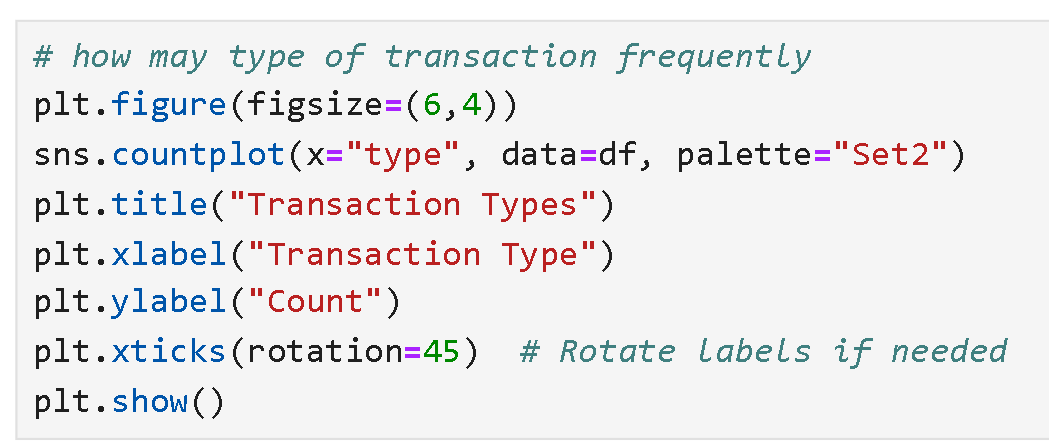 # how may type of transaction frequently
plt.figure(figsize=(6,4))
sns.countplot(x="type", data=df, palette="Set2")
plt.title("Transaction Types")
plt.xlabel("Transaction Type")
plt.ylabel("Count")
plt.xticks(rotation=45)  # Rotate labels if needed
plt.show()